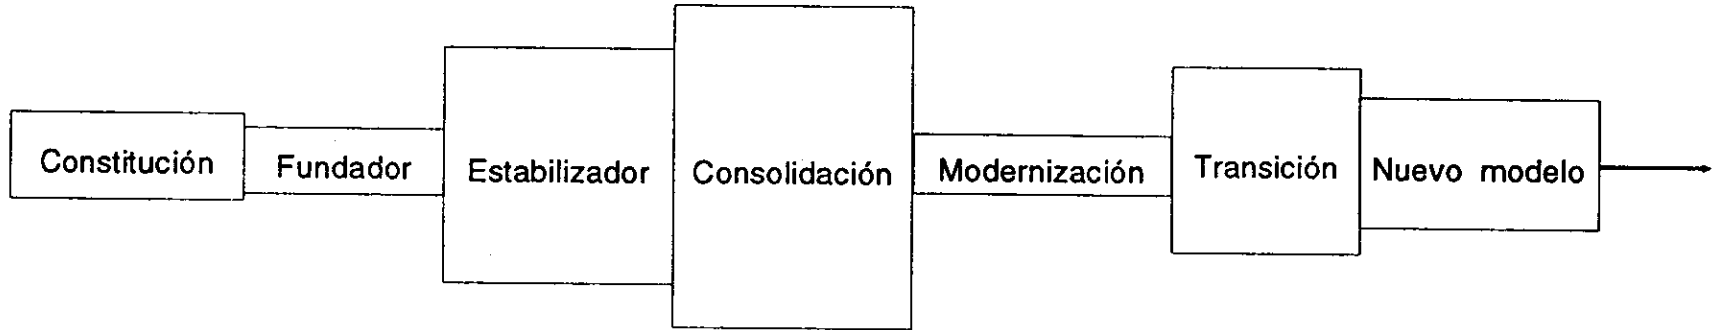 Constitución
Fundador
Estabilizador
Consolidación
Modernización
Transición
Nuevo modelo